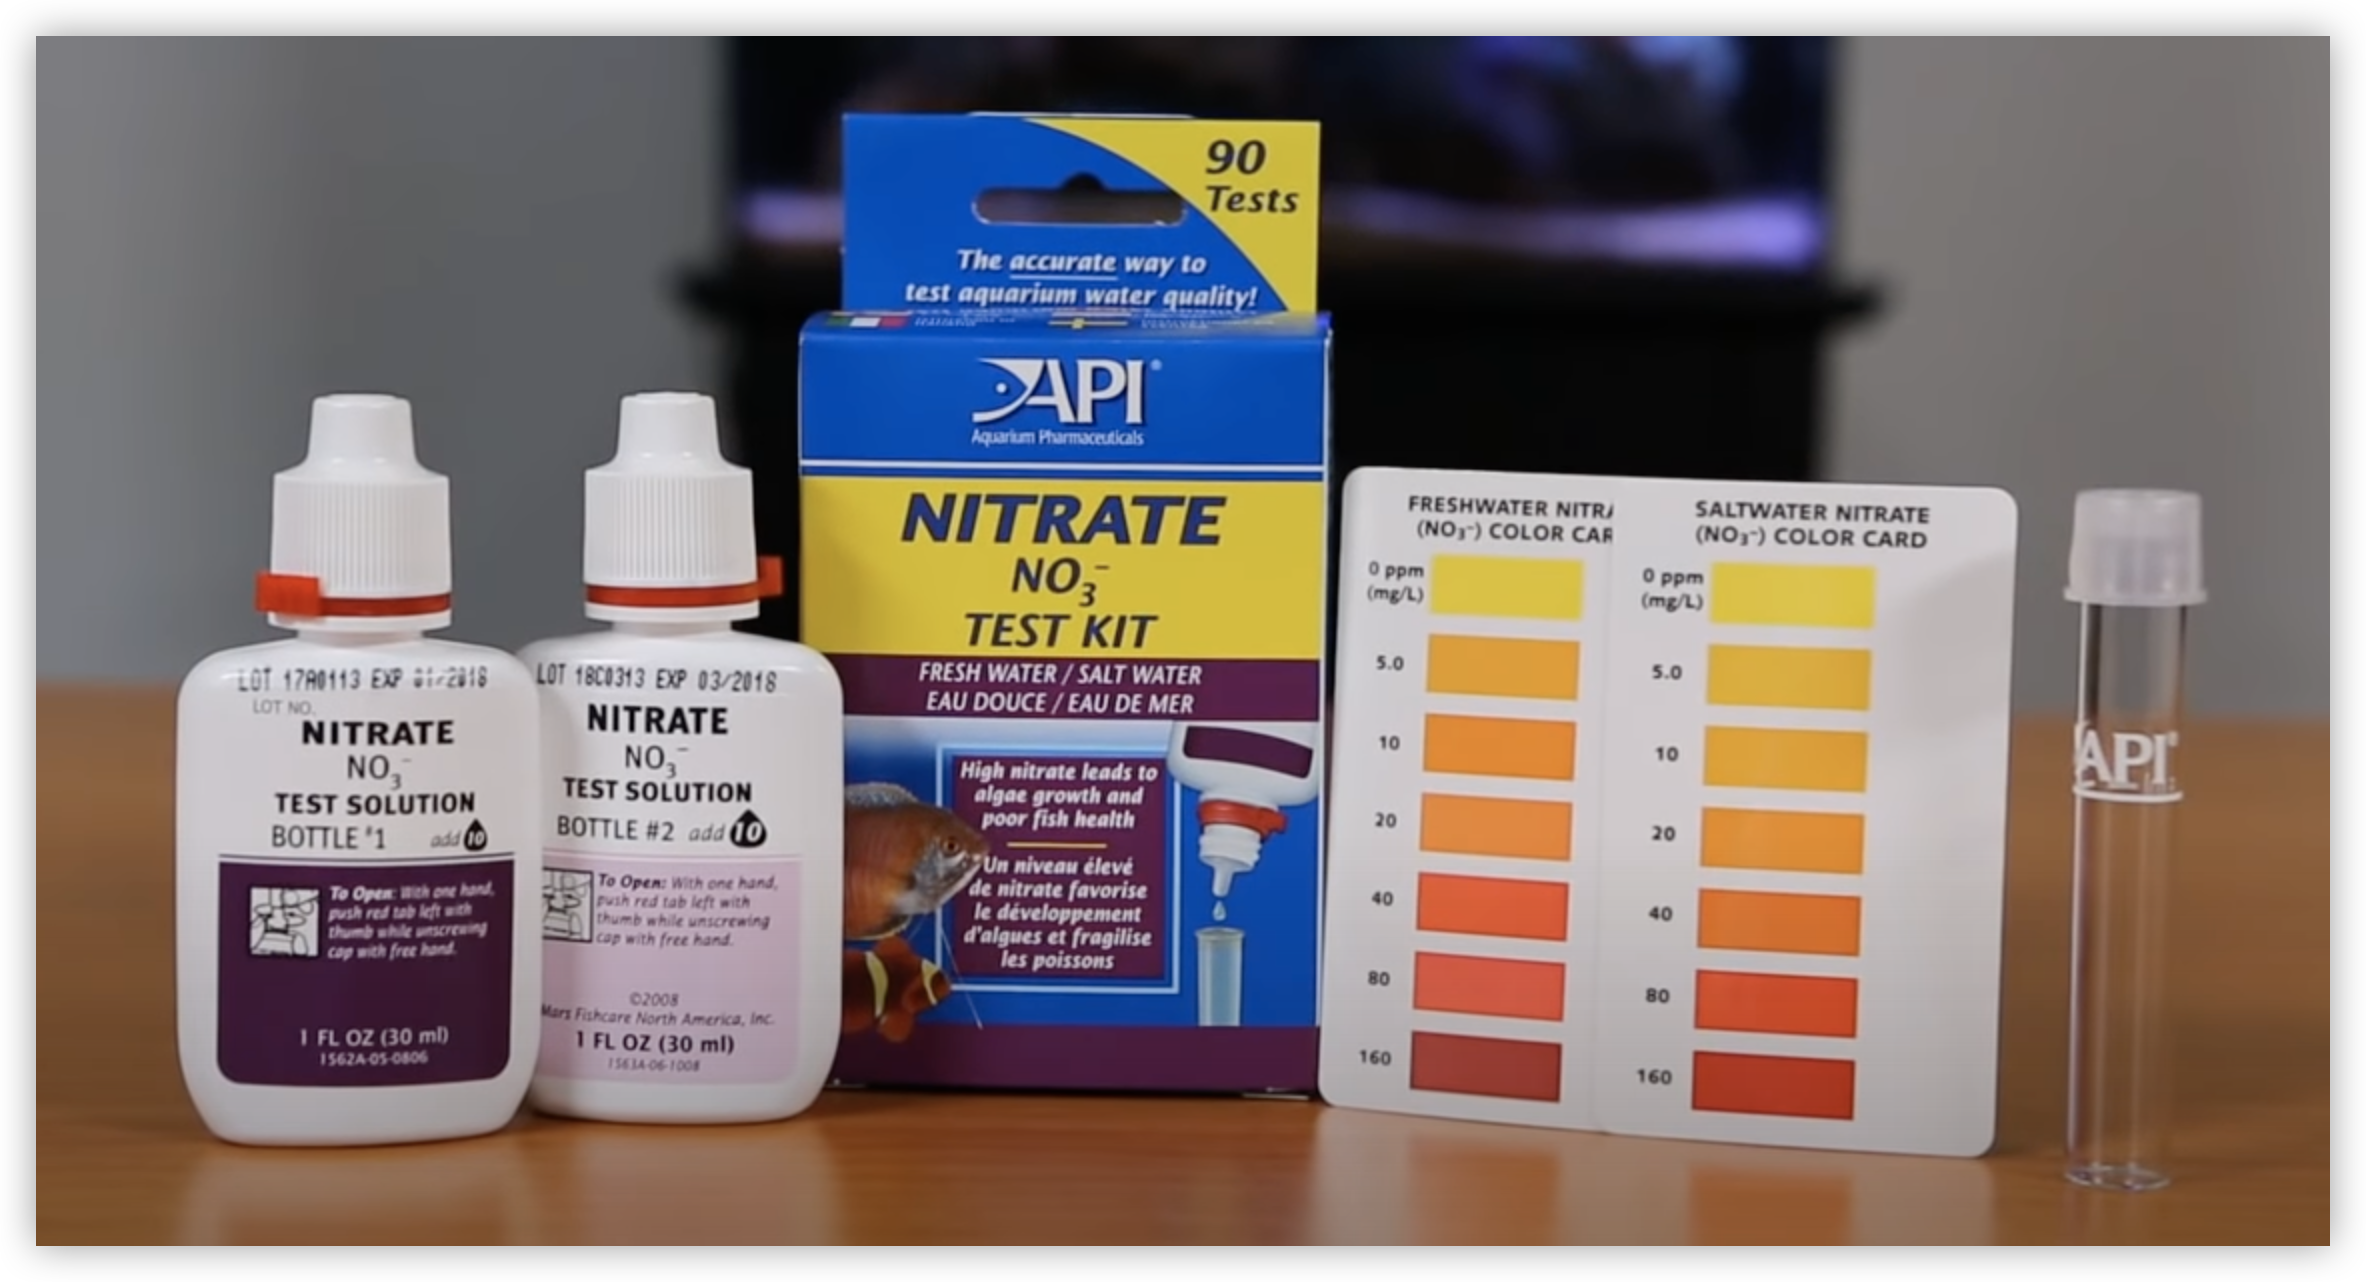 LOT 17A0113 EXP 01/2018
LOT NO.
NITRATE
NO3-
TEST SOLUTION
BOTTLE #1 add 10
To Open: With one hand,
push red tab left with
thumb while unscrewing
cap with free hand.
1 FL OZ (30 ml)
1562A-05-0806
LOT 18C0313 EXP 03/2018
NITRATE
NO3-
TEST SOLUTION
BOTTLE #2 add 10
To Open: With one hand,
push red tab left with
thumb while unscrewing
cap with free hand.
©2008
Mars Fishcare North America, Inc.
1 FL OZ (30 ml)
1563A-06-1008
90
Tests
The accurate way to
test aquarium water quality!
API®
Aquarium Pharmaceuticals
NITRATE
NO3-
TEST KIT
FRESH WATER / SALT WATER
EAU DOUCE / EAU DE MER
High nitrate leads to
algae growth and
poor fish health
Un niveau élevé
de nitrate favorise
le développement
d'algues et fragilise
les poissons
FRESHWATER NITRA
(NO3-) COLOR CAR
0 ppm
(mg/L)
5.0
10
20
40
80
160
SALTWATER NITRATE
(NO3-) COLOR CARD
0 ppm
(mg/L)
5.0
10
20
40
80
160
API®